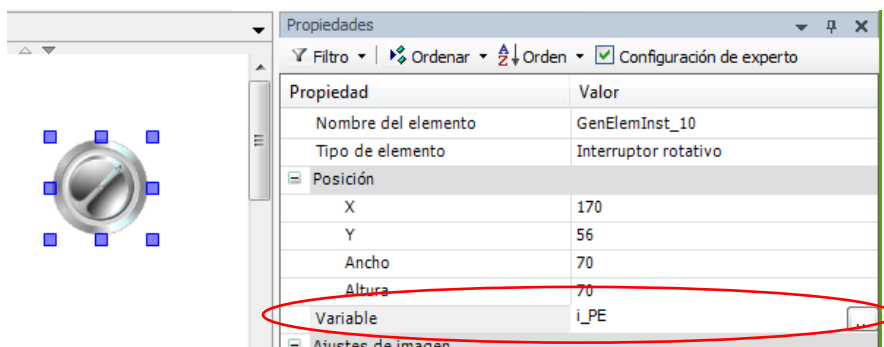 Propiedades
Filtro Ordenar Orden Configuración de experto
Propiedad Valor
Nombre del elemento GenElemInst_10
Tipo de elemento Interruptor rotativo
Posición
X 170
Y 56
Ancho 70
Altura 70
Variable i_PE ...
Ajustes de imagen